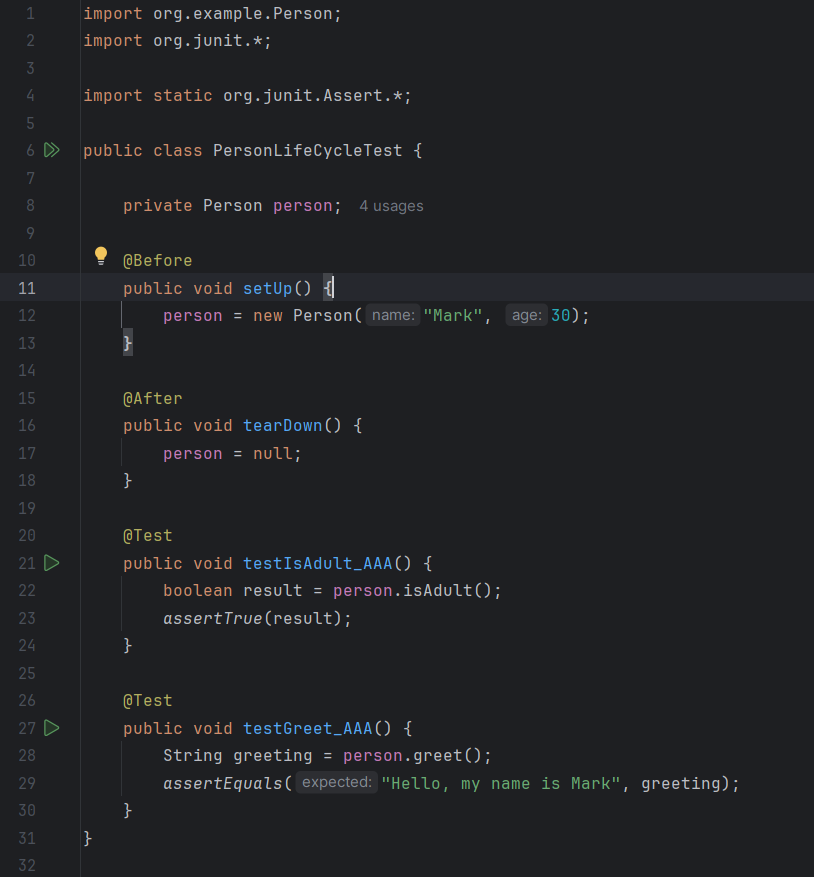 1 import org.example.Person;
2 import org.junit.*;
3
4 import static org.junit.Assert.*;
5
6 public class PersonLifeCycleTest {
7
8     private Person person; 4 usages
9
10     @Before
11     public void setUp() {
12         person = new Person( name: "Mark", age: 30);
13     }
14
15     @After
16     public void tearDown() {
17         person = null;
18     }
19
20     @Test
21     public void testIsAdult_AAA() {
22         boolean result = person.isAdult();
23         assertTrue(result);
24     }
25
26     @Test
27     public void testGreet_AAA() {
28         String greeting = person.greet();
29         assertEquals( expected: "Hello, my name is Mark", greeting);
30     }
31 }
32